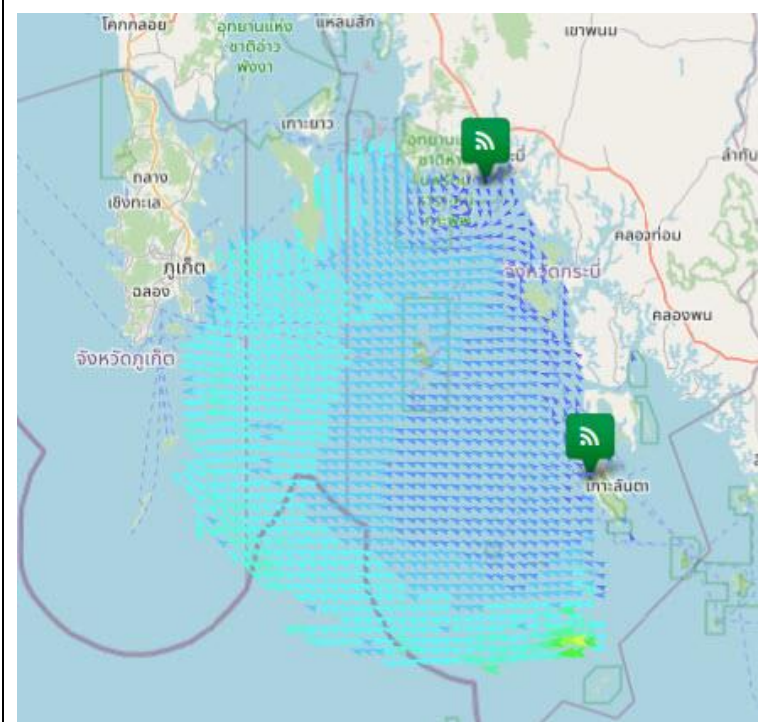 โคกกลอย
อุทยานแห่ง
ชาติอ่าว
พังงา
แหลมสัก
เขาพนม
เกาะยาว
ถลาง
เชิงทะเล
ภูเก็ต
ฉลอง
จังหวัดภูเก็ต
คลองท่อม
จังหวัดกระบี่
คลองพน
เกาะลันตา